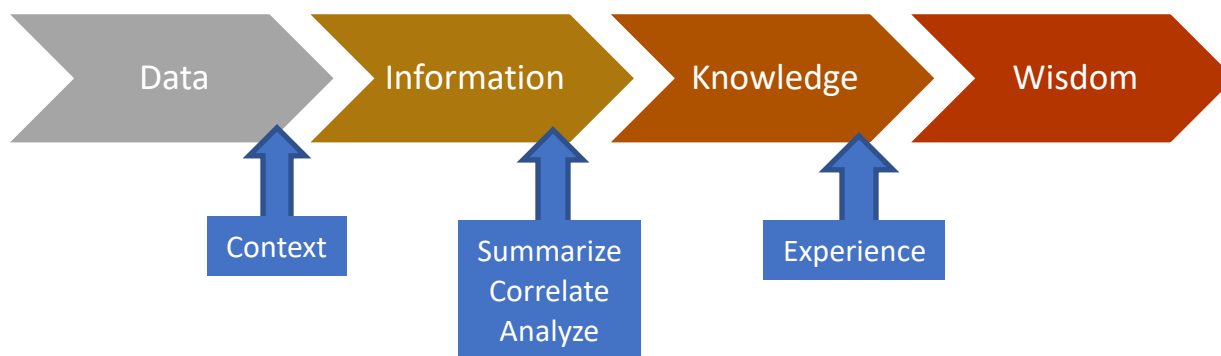 Data
Information
Knowledge
Wisdom
Context
Summarize
Correlate
Analyze
Experience